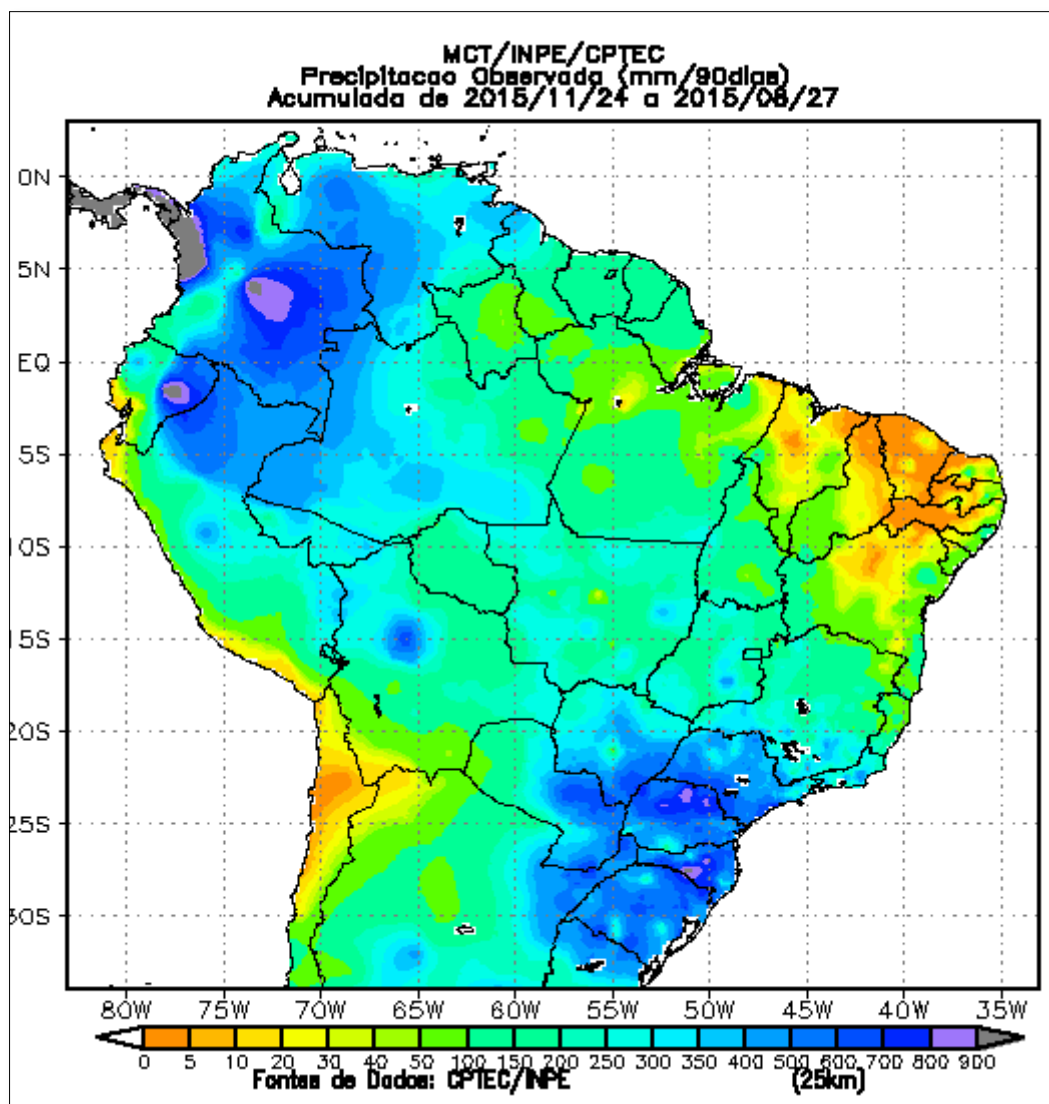 MCT/INPE/CPTEC
Precipitacao Observada (mm/90dias)
Acumulada de 2015/11/24 a 2015/08/27
0N
5N
EQ
5S
10S
15S
20S
25S
30S
80W 75W 70W 65W 60W 55W 50W 45W 40W 35W
0 5 10 20 30 40 50 100 150 200 250 300 350 400 500 600 700 800 900
Fontes de Dados: CPTEC/INPE (25km)